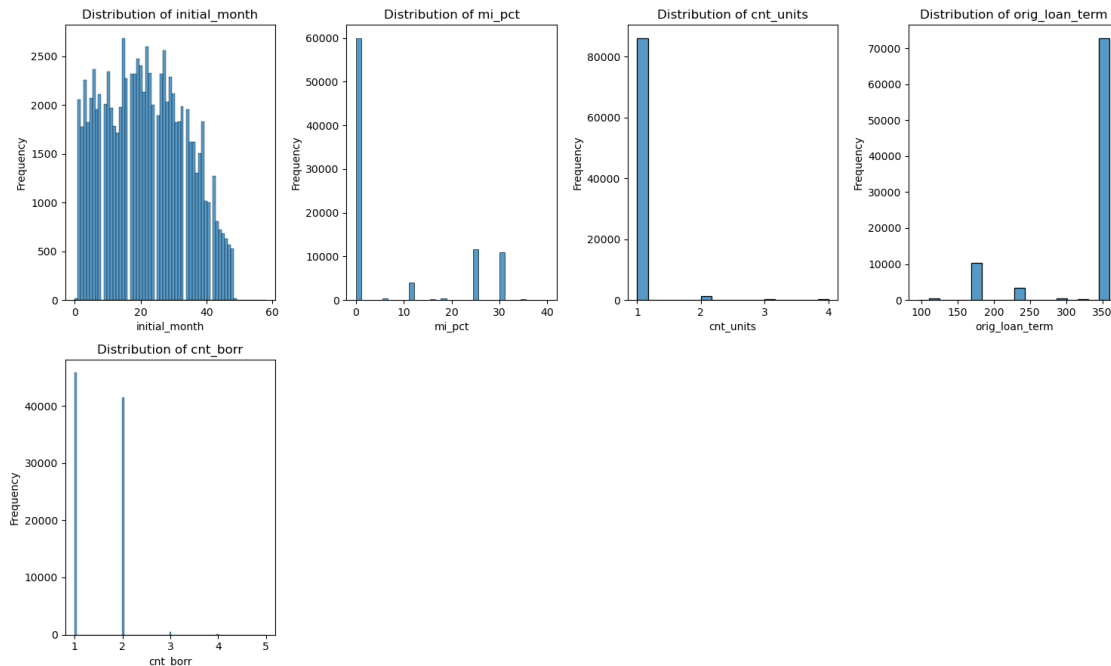 Distribution of initial_month
Frequency
2500
2000
1500
1000
500
0
0 20 40 60
initial_month
Distribution of mi_pct
Frequency
60000
50000
40000
30000
20000
10000
0
0 10 20 30 40
mi_pct
Distribution of cnt_units
Frequency
80000
60000
40000
20000
0
1 2 3 4
cnt_units
Distribution of orig_loan_term
Frequency
70000
60000
50000
40000
30000
20000
10000
0
100 150 200 250 300 350
orig_loan_term
Distribution of cnt_borr
Frequency
40000
30000
20000
10000
0
1 2 3 4 5
cnt_borr